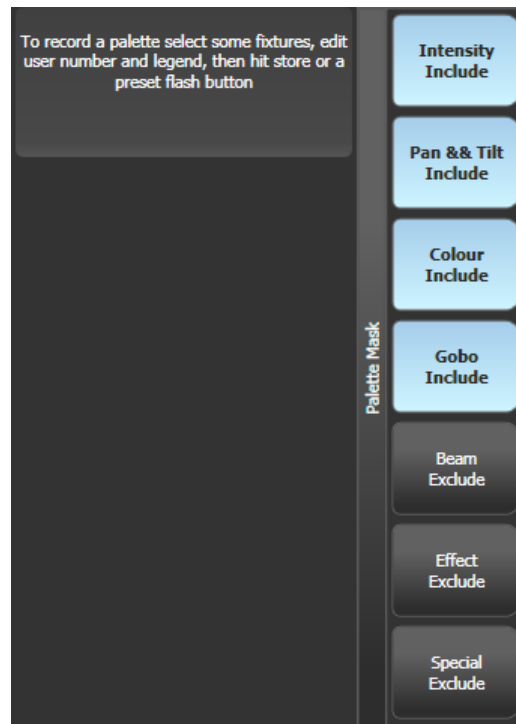 To record a palette select some fixtures, edit
user number and legend, then hit store or a
preset flash button
Palette Mask
Intensity
Include
Pan && Tilt
Include
Colour
Include
Gobo
Include
Beam
Exclude
Effect
Exclude
Special
Exclude